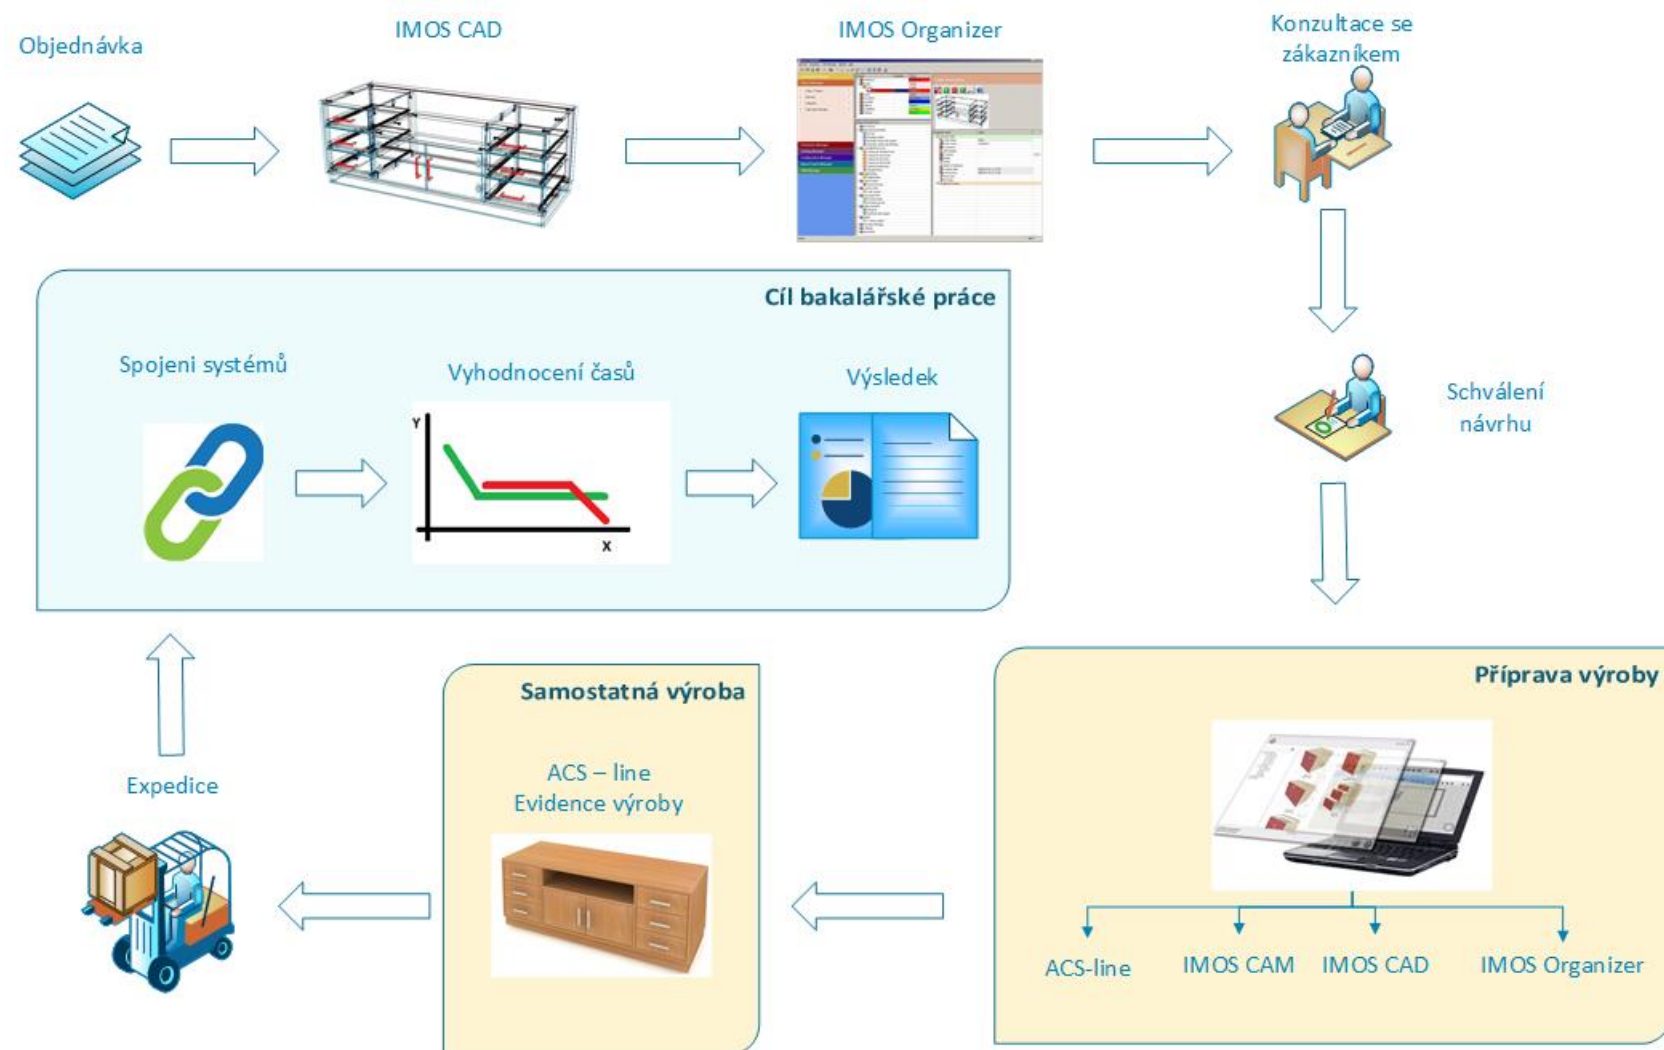 Objednávka
IMOS CAD
IMOS Organizer
Konzultace se
zákazníkem
Cíl bakalářské práce
Spojeni systémů
Vyhodnocení časů
Výsledek
Y
X
Schválení
návrhu
Příprava výroby
ACS-line
IMOS CAM
IMOS CAD
IMOS Organizer
Samostatná výroba
ACS – line
Evidence výroby
Expedice